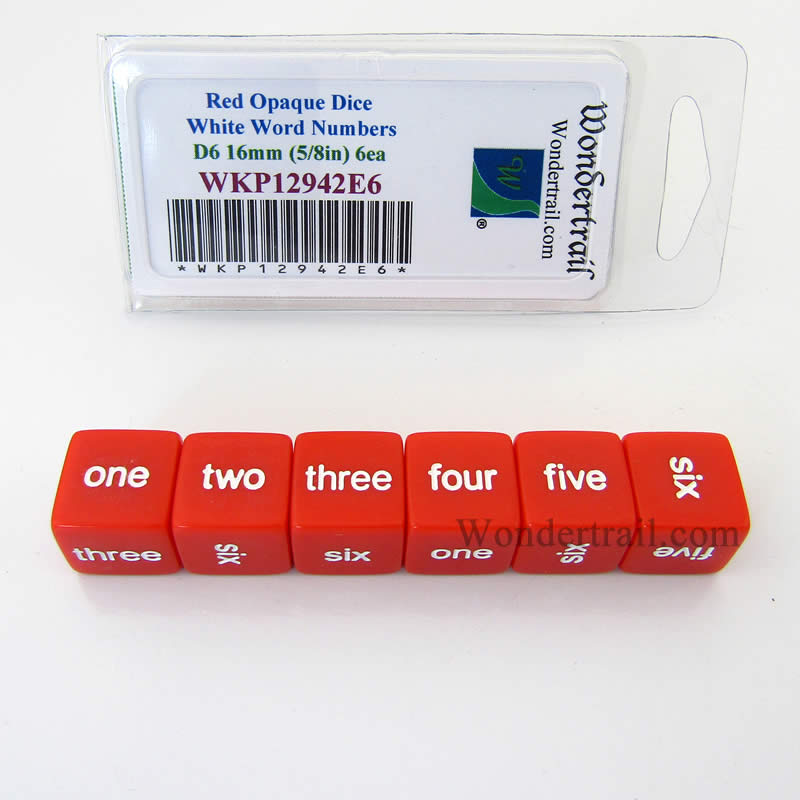 Red Opaque Dice
White Word Numbers
D6 16mm (5/8in) 6ea
WKP12942E6
*WKP12942E6*
W
®
Wondertrail.com
Wondertrail
one two three four five six
three six six one six five
Wondertrail.com